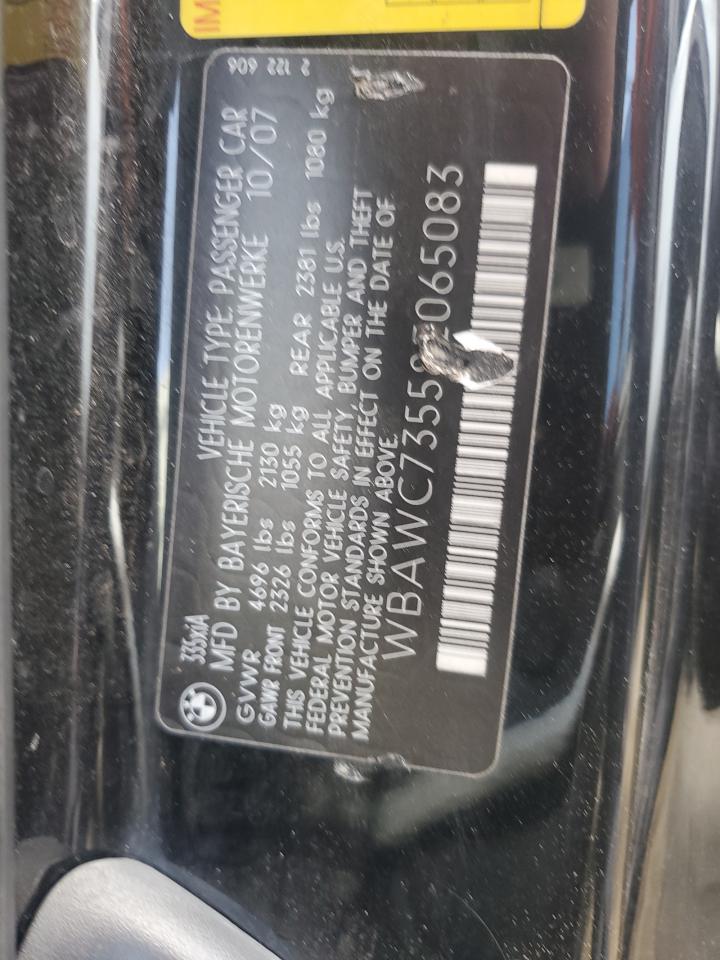 335xiA VEHICLE TYPE: PASSENGER CAR
MFD BY BAYERISCHE MOTORENWERKE 10/07
GVWR 4696 lbs 2130 kg
GAWR FRONT 2326 lbs 1055 kg REAR 2381 lbs 1080 kg
THIS VEHICLE CONFORMS TO ALL APPLICABLE U.S.
FEDERAL MOTOR VEHICLE SAFETY, BUMPER AND THEFT
PREVENTION STANDARDS IN EFFECT ON THE DATE OF
MANUFACTURE SHOWN ABOVE.